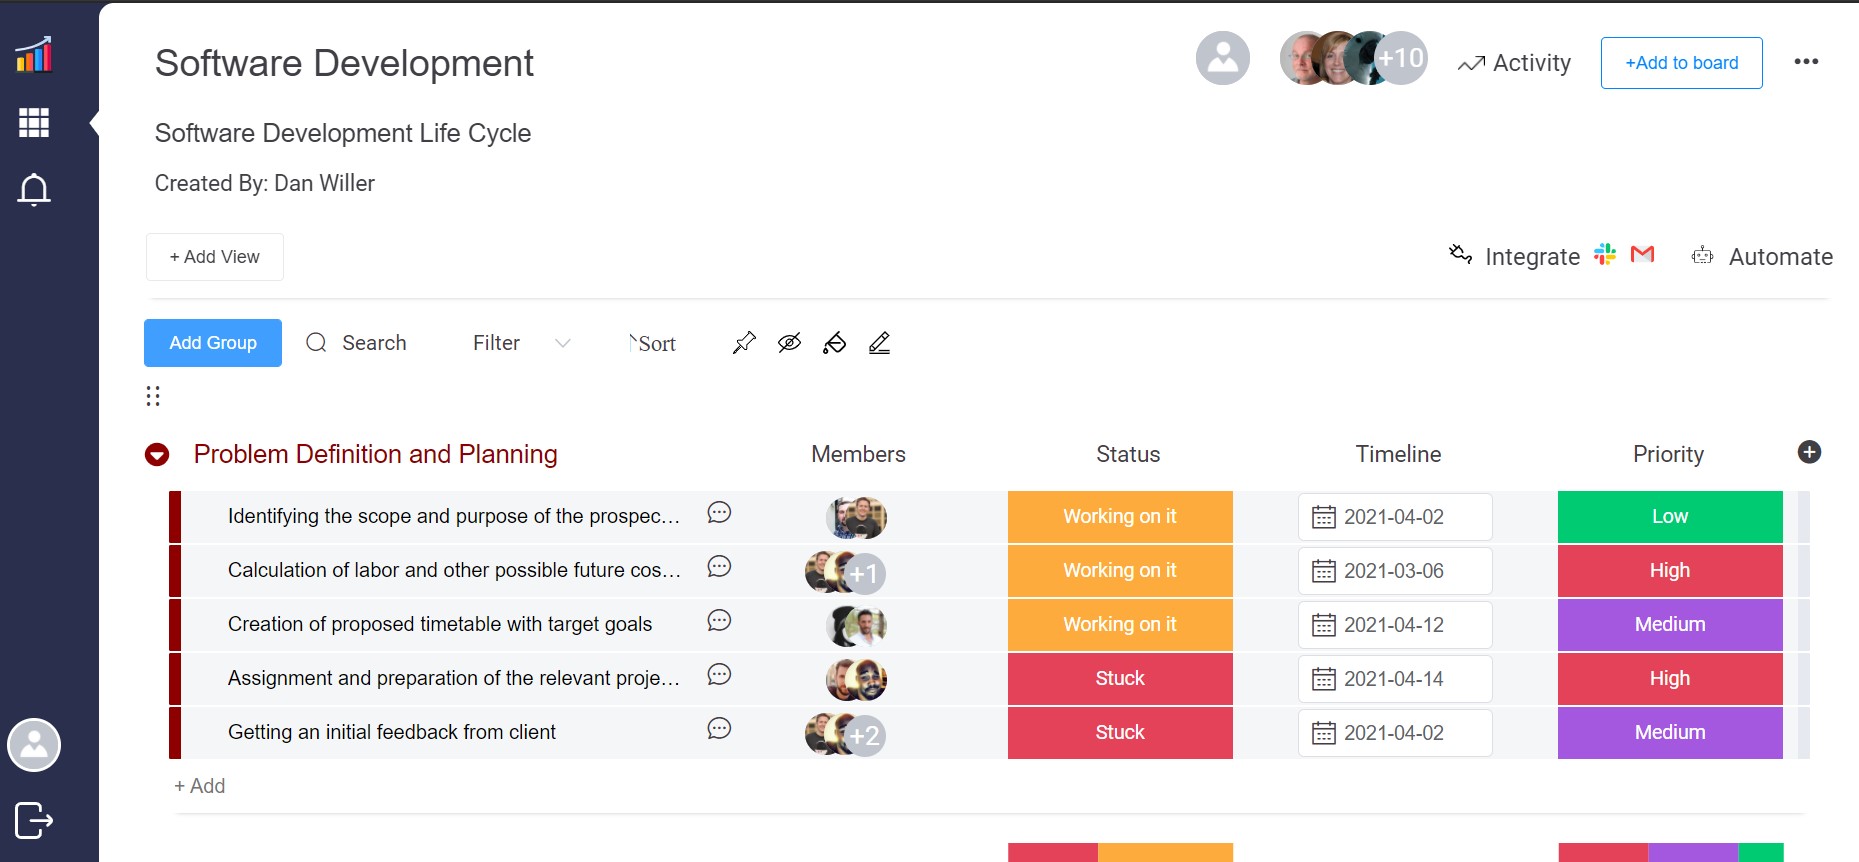 Software Development
+10
Activity
+Add to board
Software Development Life Cycle
Created By: Dan Willer
+ Add View
Integrate
Automate
Add Group
Search
Filter
Sort
Problem Definition and Planning Members Status Timeline Priority
Identifying the scope and purpose of the prospec... Working on it 2021-04-02 Low
Calculation of labor and other possible future cos... +1 Working on it 2021-03-06 High
Creation of proposed timetable with target goals Working on it 2021-04-12 Medium
Assignment and preparation of the relevant proje... Stuck 2021-04-14 High
Getting an initial feedback from client +2 Stuck 2021-04-02 Medium
+ Add